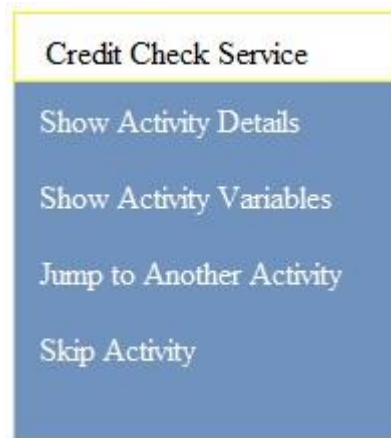 Credit Check Service
Show Activity Details
Show Activity Variables
Jump to Another Activity
Skip Activity